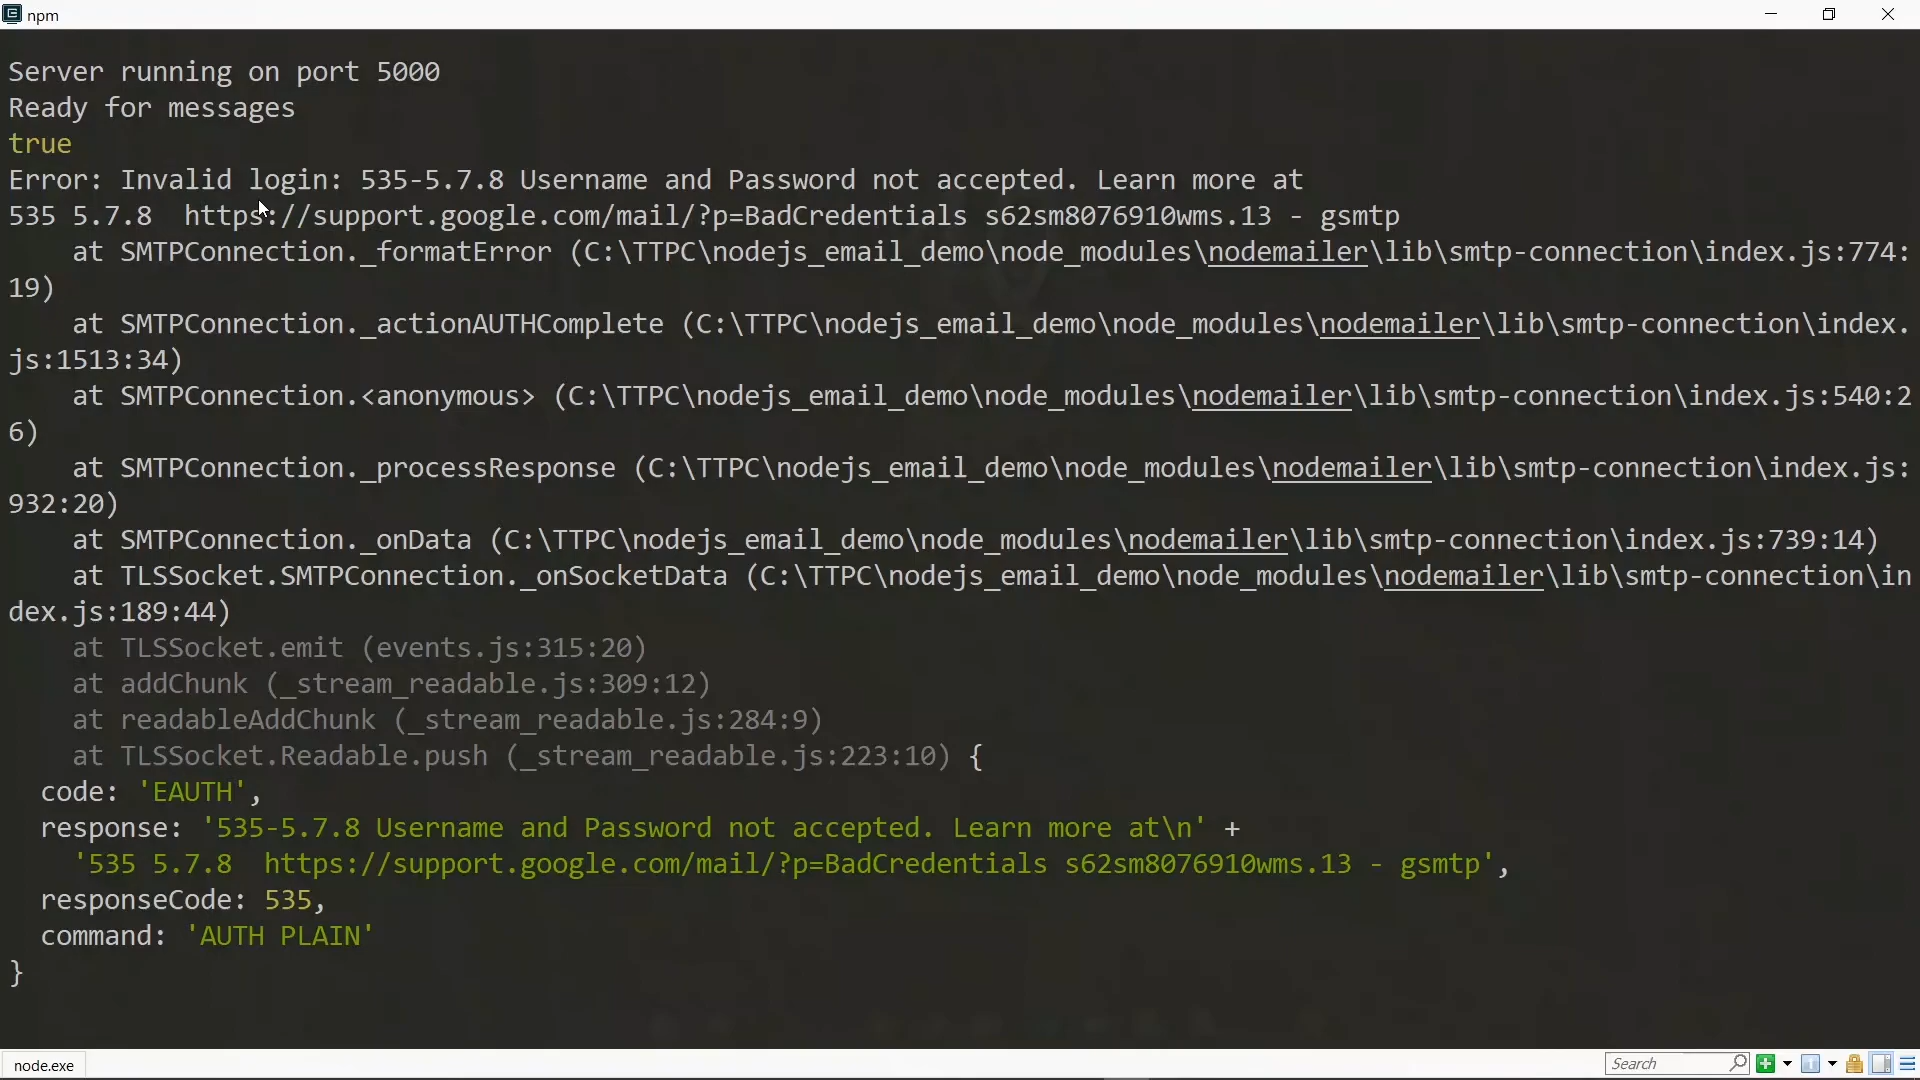 npm
Server running on port 5000
Ready for messages
true
Error: Invalid login: 535-5.7.8 Username and Password not accepted. Learn more at
535 5.7.8  https://support.google.com/mail/?p=BadCredentials s62sm8076910wms.13 - gsmtp
    at SMTPConnection._formatError (C:\TTPC\nodejs_email_demo\node_modules\nodemailer\lib\smtp-connection\index.js:774:
19)
    at SMTPConnection._actionAUTHComplete (C:\TTPC\nodejs_email_demo\node_modules\nodemailer\lib\smtp-connection\index.
js:1513:34)
    at SMTPConnection.<anonymous> (C:\TTPC\nodejs_email_demo\node_modules\nodemailer\lib\smtp-connection\index.js:540:2
6)
    at SMTPConnection._processResponse (C:\TTPC\nodejs_email_demo\node_modules\nodemailer\lib\smtp-connection\index.js:
932:20)
    at SMTPConnection._onData (C:\TTPC\nodejs_email_demo\node_modules\nodemailer\lib\smtp-connection\index.js:739:14)
    at TLSSocket.SMTPConnection._onSocketData (C:\TTPC\nodejs_email_demo\node_modules\nodemailer\lib\smtp-connection\in
dex.js:189:44)
    at TLSSocket.emit (events.js:315:20)
    at addChunk (_stream_readable.js:309:12)
    at readableAddChunk (_stream_readable.js:284:9)
    at TLSSocket.Readable.push (_stream_readable.js:223:10) {
  code: 'EAUTH',
  response: '535-5.7.8 Username and Password not accepted. Learn more at\n' +
    '535 5.7.8  https://support.google.com/mail/?p=BadCredentials s62sm8076910wms.13 - gsmtp',
  responseCode: 535,
  command: 'AUTH PLAIN'
}
node.exe
Search